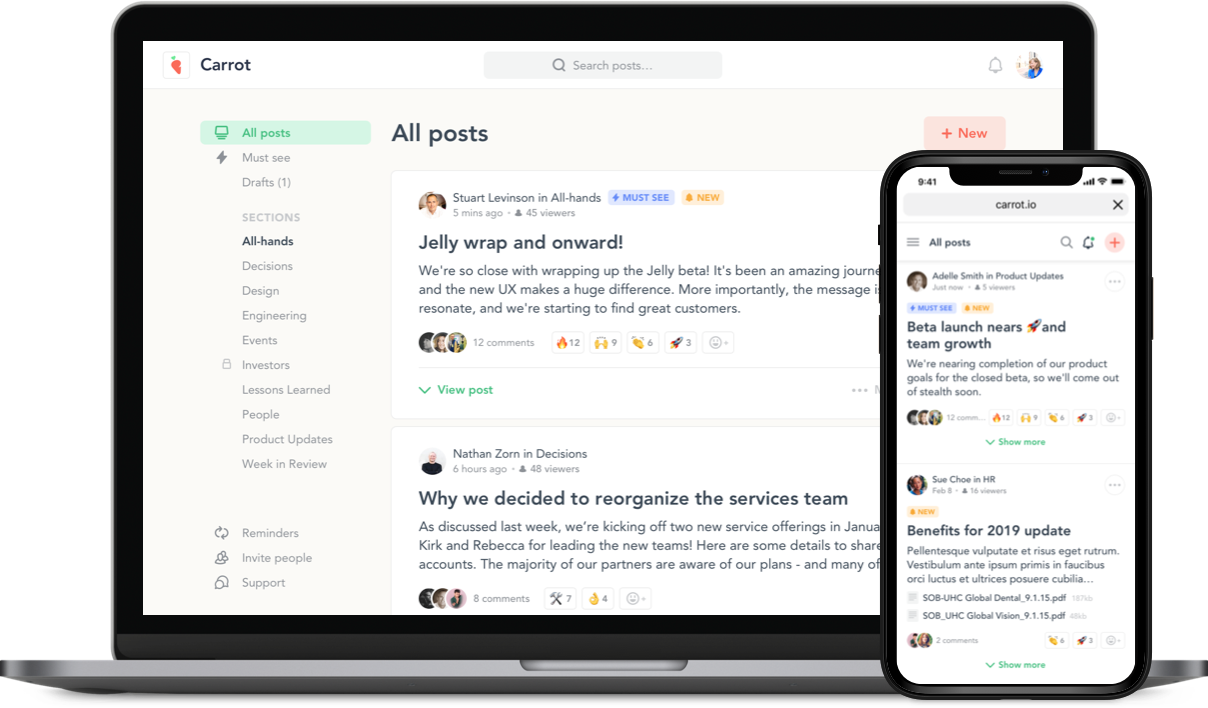 Carrot
Search posts...
All posts
Must see
Drafts (1)
SECTIONS
All-hands
Decisions
Design
Engineering
Events
Investors
Lessons Learned
People
Product Updates
Week in Review
Reminders
Invite people
Support
All posts
+ New
Stuart Levinson in All-hands MUST SEE NEW
5 mins ago • 45 viewers
Jelly wrap and onward!
We're so close with wrapping up the Jelly beta! It's been an amazing journe
and the new UX makes a huge difference. More importantly, the message is
resonate, and we're starting to find great customers.
12 comments 🔥12 🙌 9 👏 6 🚀 3
View post
Nathan Zorn in Decisions
6 hours ago • 48 viewers
Why we decided to reorganize the services team
As discussed last week, we're kicking off two new service offerings in Janua
Kirk and Rebecca for leading the new teams! Here are some details to share
accounts. The majority of our partners are aware of our plans - and many of
8 comments 🛠 7 👌 4
9:41
carrot.io
All posts
Adelle Smith in Product Updates
Just now • 5 viewers
MUST SEE NEW
Beta launch nears 🚀and
team growth
We're nearing completion of our product
goals for the closed beta, so we'll come out
of stealth soon.
12 comm... 🔥12 🙌 9 👏 6 🚀 3
Show more
Sue Choe in HR
Feb 8 • 16 viewers
NEW
Benefits for 2019 update
Pellentesque vulputate et risus eget rutrum.
Vestibulum ante ipsum primis in faucibus
orci luctus et ultrices posuere cubilia...
SOB-UHC Global Dental_9.1.15.pdf 187kb
SOB_UHC Global Vision_9.1.15.pdf 48kb
2 comments 👏 6 🚀 3
Show more